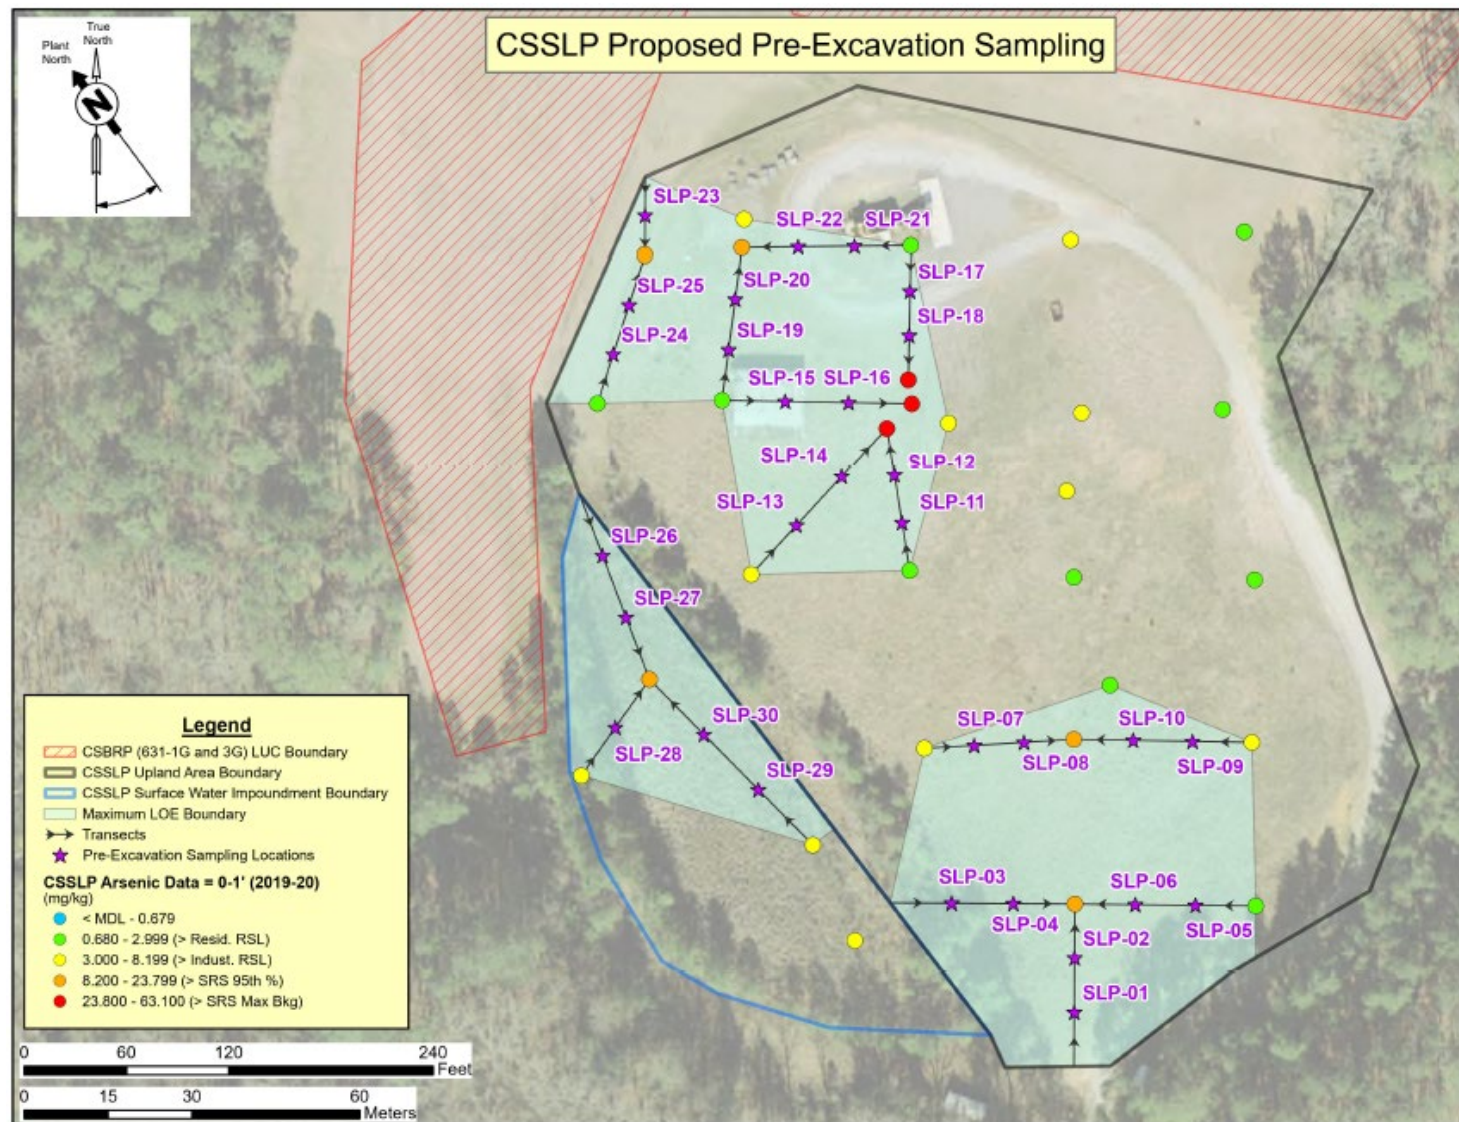 CSSLP Proposed Pre-Excavation Sampling
True
North
Plant
North
N
SLP-23
SLP-22
SLP-21
SLP-17
SLP-25
SLP-20
SLP-18
SLP-24
SLP-19
SLP-15
SLP-16
SLP-14
SLP-12
SLP-13
SLP-11
SLP-26
SLP-27
SLP-30
SLP-28
SLP-29
SLP-07
SLP-10
SLP-08
SLP-09
SLP-03
SLP-06
SLP-04
SLP-05
SLP-02
SLP-01
Legend
CSBRP (631-1G and 3G) LUC Boundary
CSSLP Upland Area Boundary
CSSLP Surface Water Impoundment Boundary
Maximum LOE Boundary
Transects
Pre-Excavation Sampling Locations
CSSLP Arsenic Data = 0-1' (2019-20)
(mg/kg)
< MDL - 0.679
0.680 - 2.999 (> Resid. RSL)
3.000 - 8.199 (> Indust. RSL)
8.200 - 23.799 (> SRS 95th %)
23.800 - 63.100 (> SRS Max Bkg)
0 60 120 240
Feet
0 15 30 60
Meters